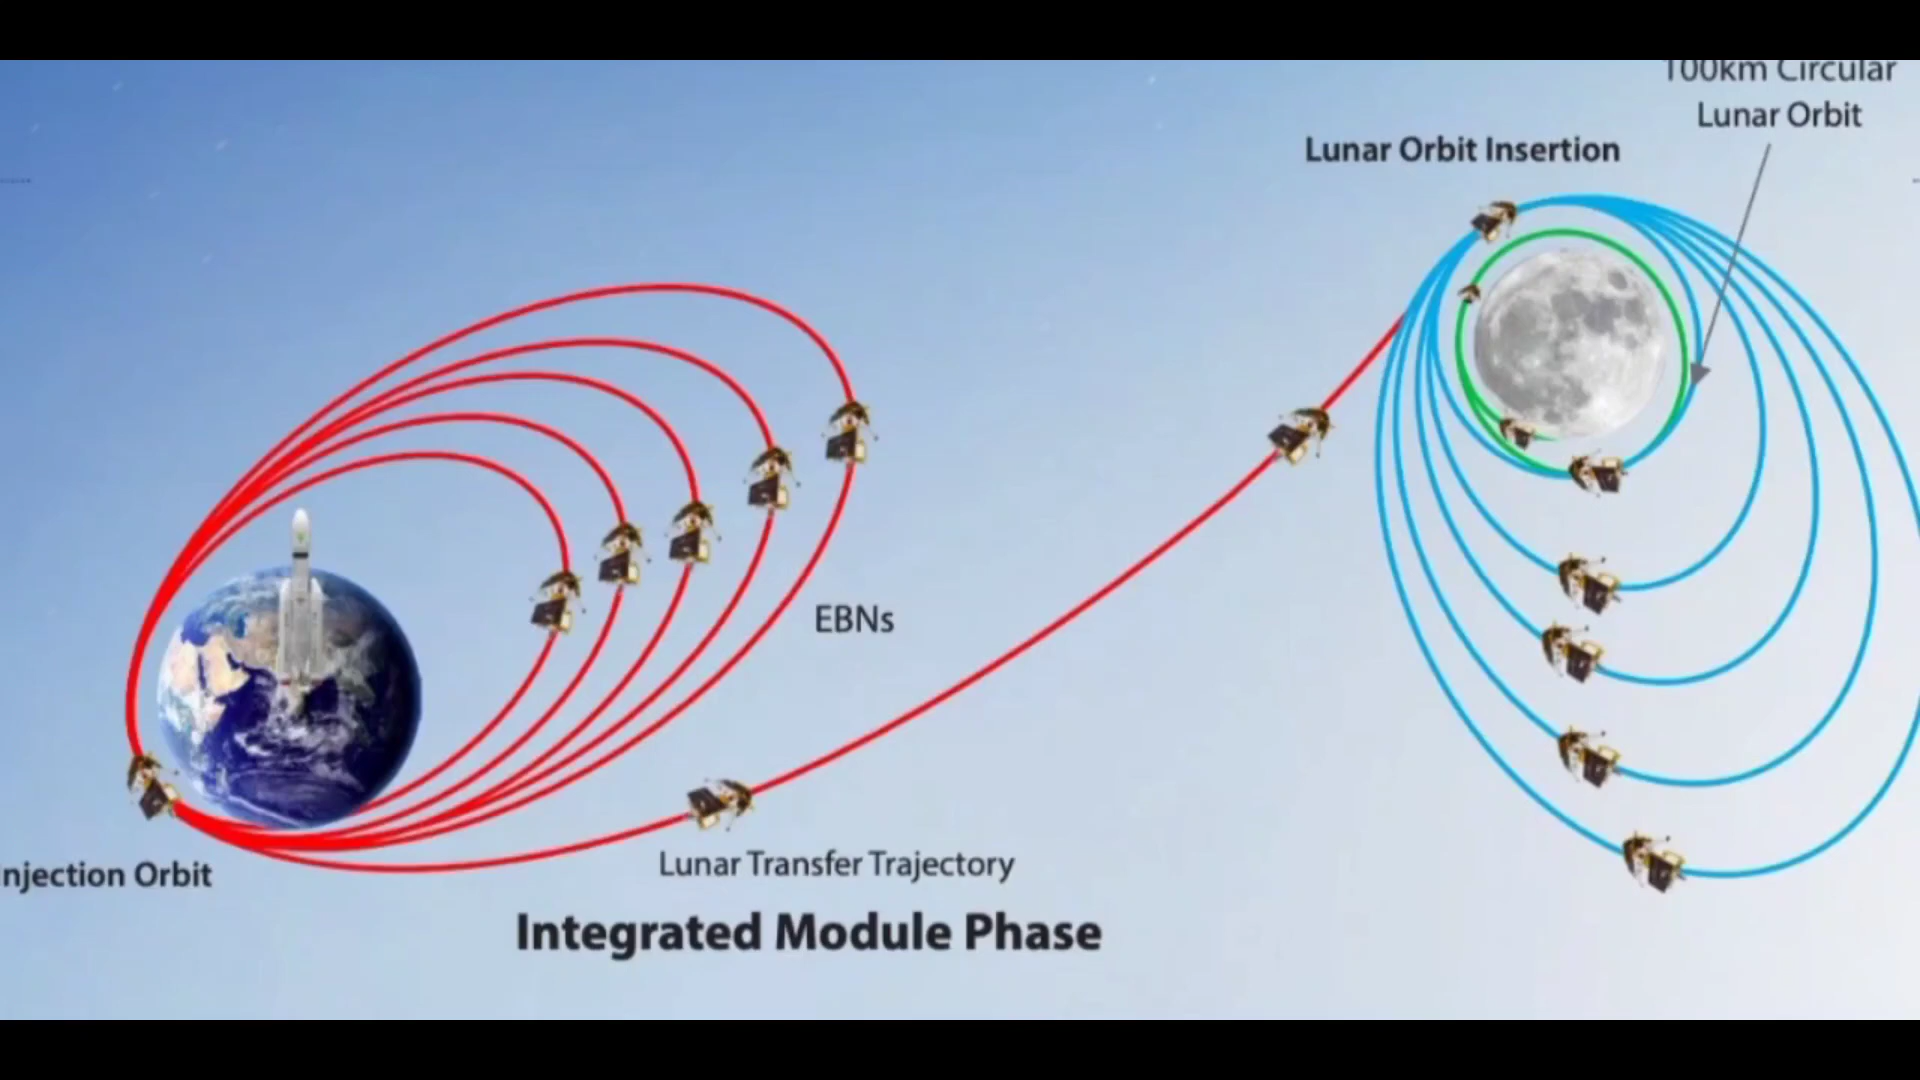 100km Circular
Lunar Orbit
Lunar Orbit Insertion
EBNs
njection Orbit
Lunar Transfer Trajectory
Integrated Module Phase